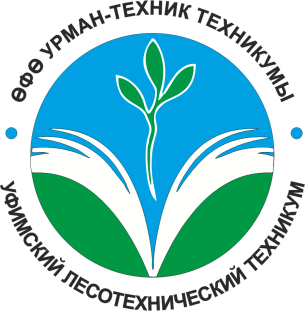 ӨФӨ УРМАН-ТЕХНИК ТЕХНИКУМЫ
УФИМСКИЙ ЛЕСОТЕХНИЧЕСКИЙ ТЕХНИКУМ